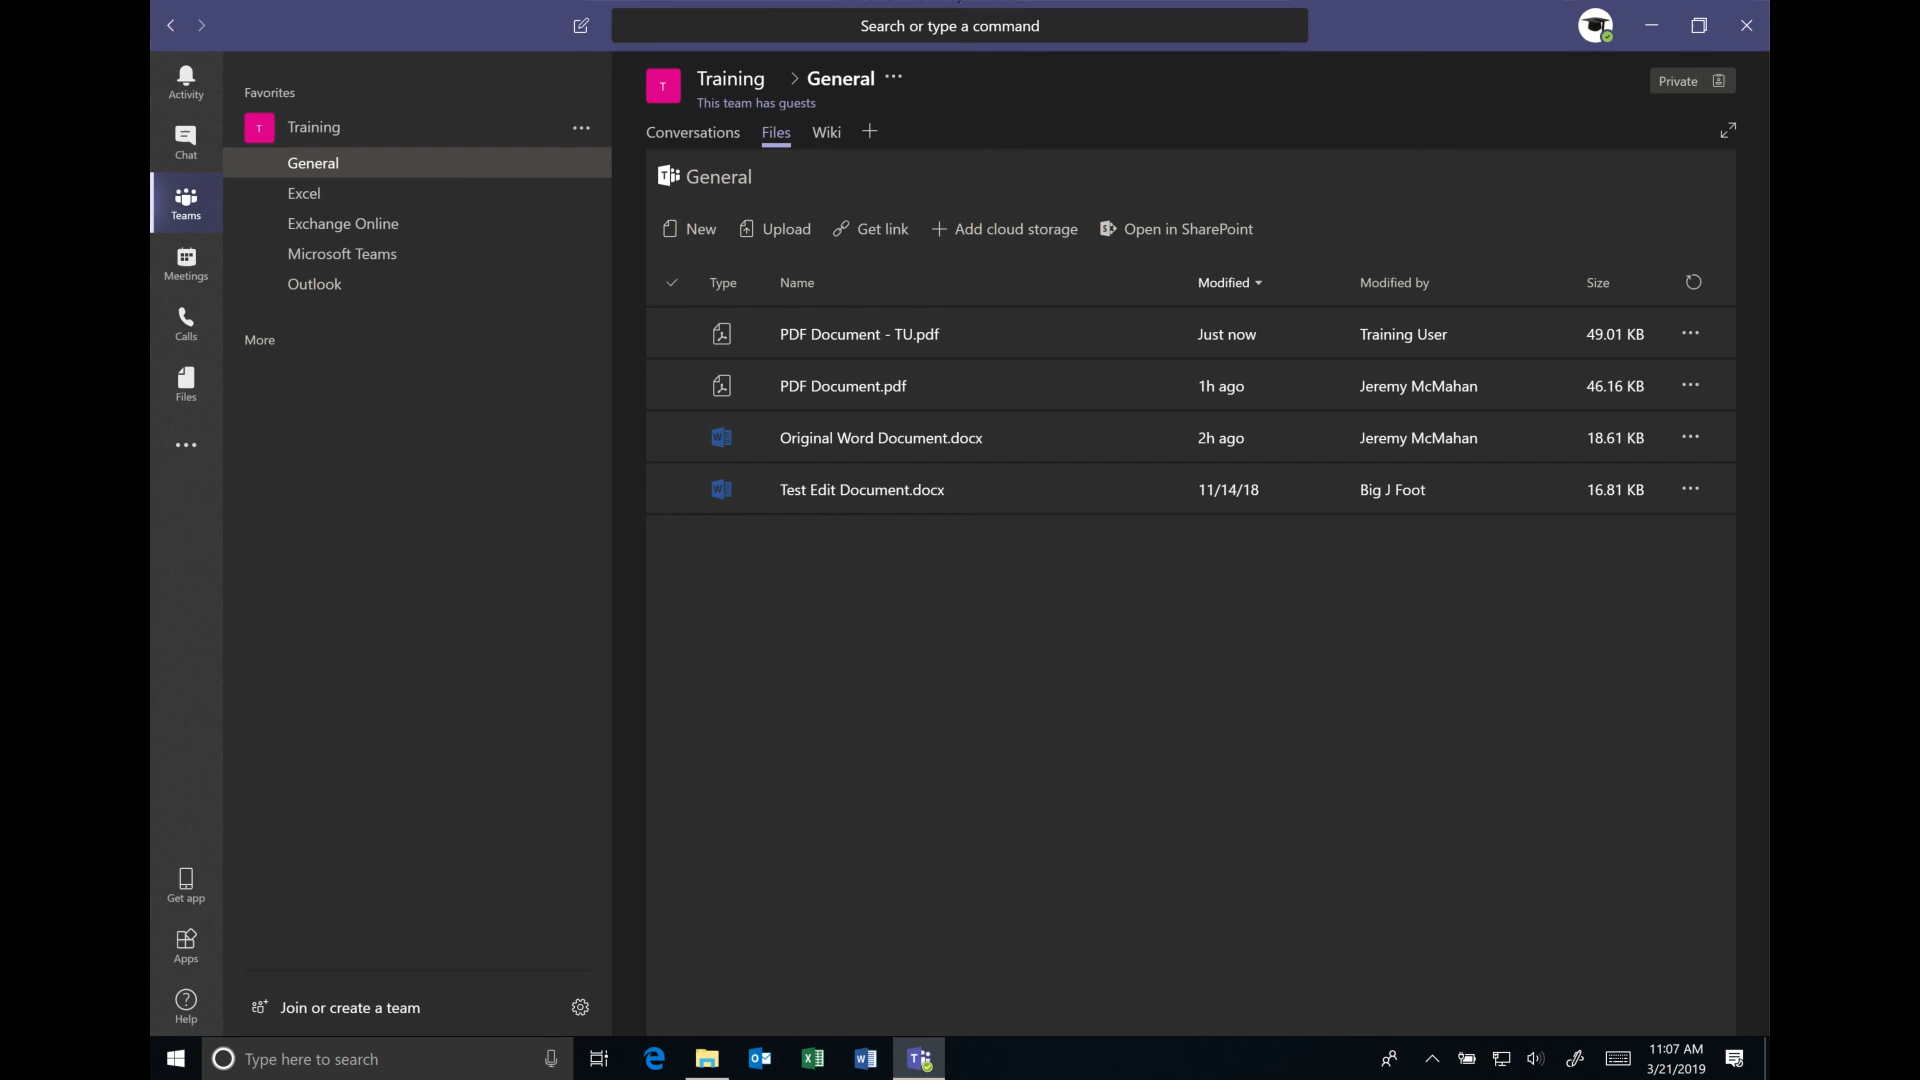 Search or type a command
Activity
Chat
Teams
Meetings
Calls
Files
Get app
Apps
Help
Favorites
T Training
General
Excel
Exchange Online
Microsoft Teams
Outlook
More
Join or create a team
T Training > General ...
This team has guests
Private
Conversations Files Wiki +
General
New Upload Get link + Add cloud storage Open in SharePoint
Type Name Modified Modified by Size
PDF Document - TU.pdf Just now Training User 49.01 KB
PDF Document.pdf 1h ago Jeremy McMahan 46.16 KB
Original Word Document.docx 2h ago Jeremy McMahan 18.61 KB
Test Edit Document.docx 11/14/18 Big J Foot 16.81 KB
Type here to search
11:07 AM
3/21/2019